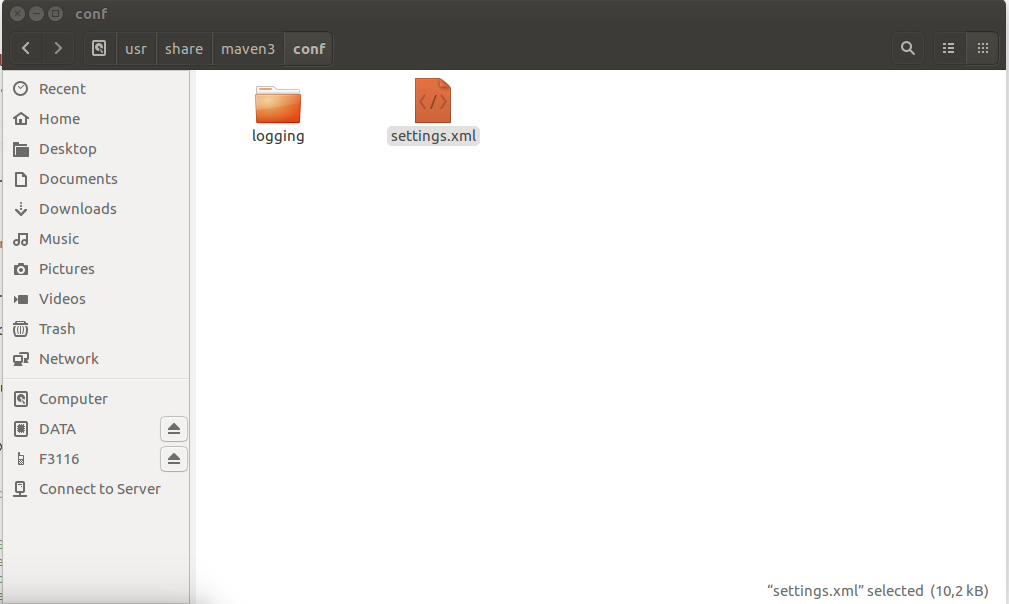 conf
usr share maven3 conf
Recent
Home
Desktop
Documents
Downloads
Music
Pictures
Videos
Trash
Network
Computer
DATA
F3116
Connect to Server
logging
settings.xml
“settings.xml” selected (10,2 kB)